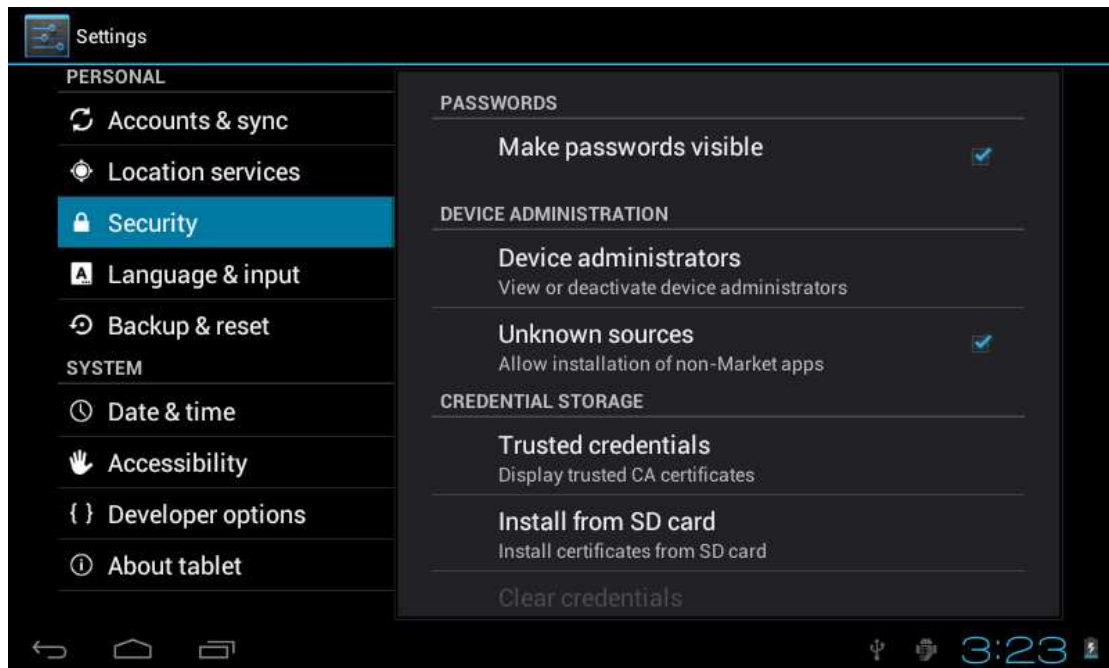 Settings
PERSONAL
Accounts & sync
Location services
Security
Language & input
Backup & reset
SYSTEM
Date & time
Accessibility
{ } Developer options
About tablet
PASSWORDS
Make passwords visible
DEVICE ADMINISTRATION
Device administrators
View or deactivate device administrators
Unknown sources
Allow installation of non-Market apps
CREDENTIAL STORAGE
Trusted credentials
Display trusted CA certificates
Install from SD card
Install certificates from SD card
Clear credentials
3:23